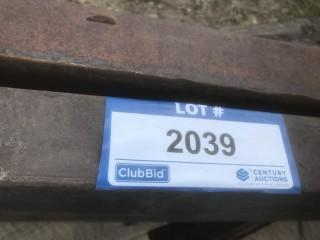 LOT #
2039
ClubBid
CENTURY
AUCTIONS